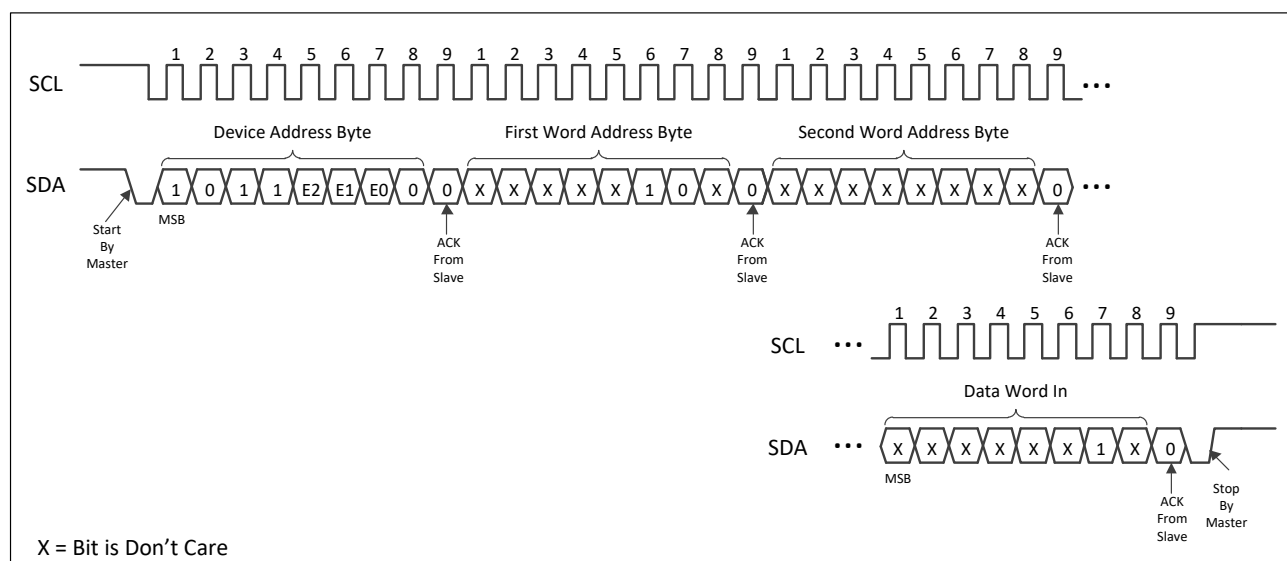 1 2 3 4 5 6 7 8 9 1 2 3 4 5 6 7 8 9 1 2 3 4 5 6 7 8 9
SCL ...
Device Address Byte First Word Address Byte Second Word Address Byte
SDA 1 0 1 1 E2 E1 E0 0 0 X X X X X 1 0 X 0 X X X X X X X X 0 ...
MSB
Start By Master
ACK From Slave
ACK From Slave
ACK From Slave
1 2 3 4 5 6 7 8 9
SCL ...
Data Word In
SDA ... X X X X X X 1 X 0
MSB
ACK From Slave
Stop By Master
X = Bit is Don't Care